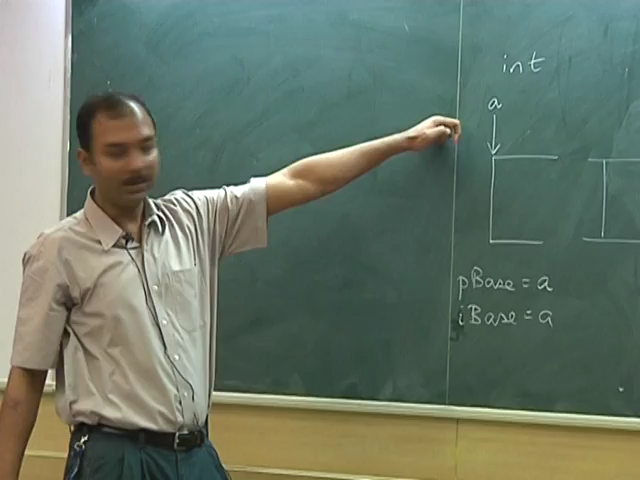 int
a
pBase = a
iBase = a